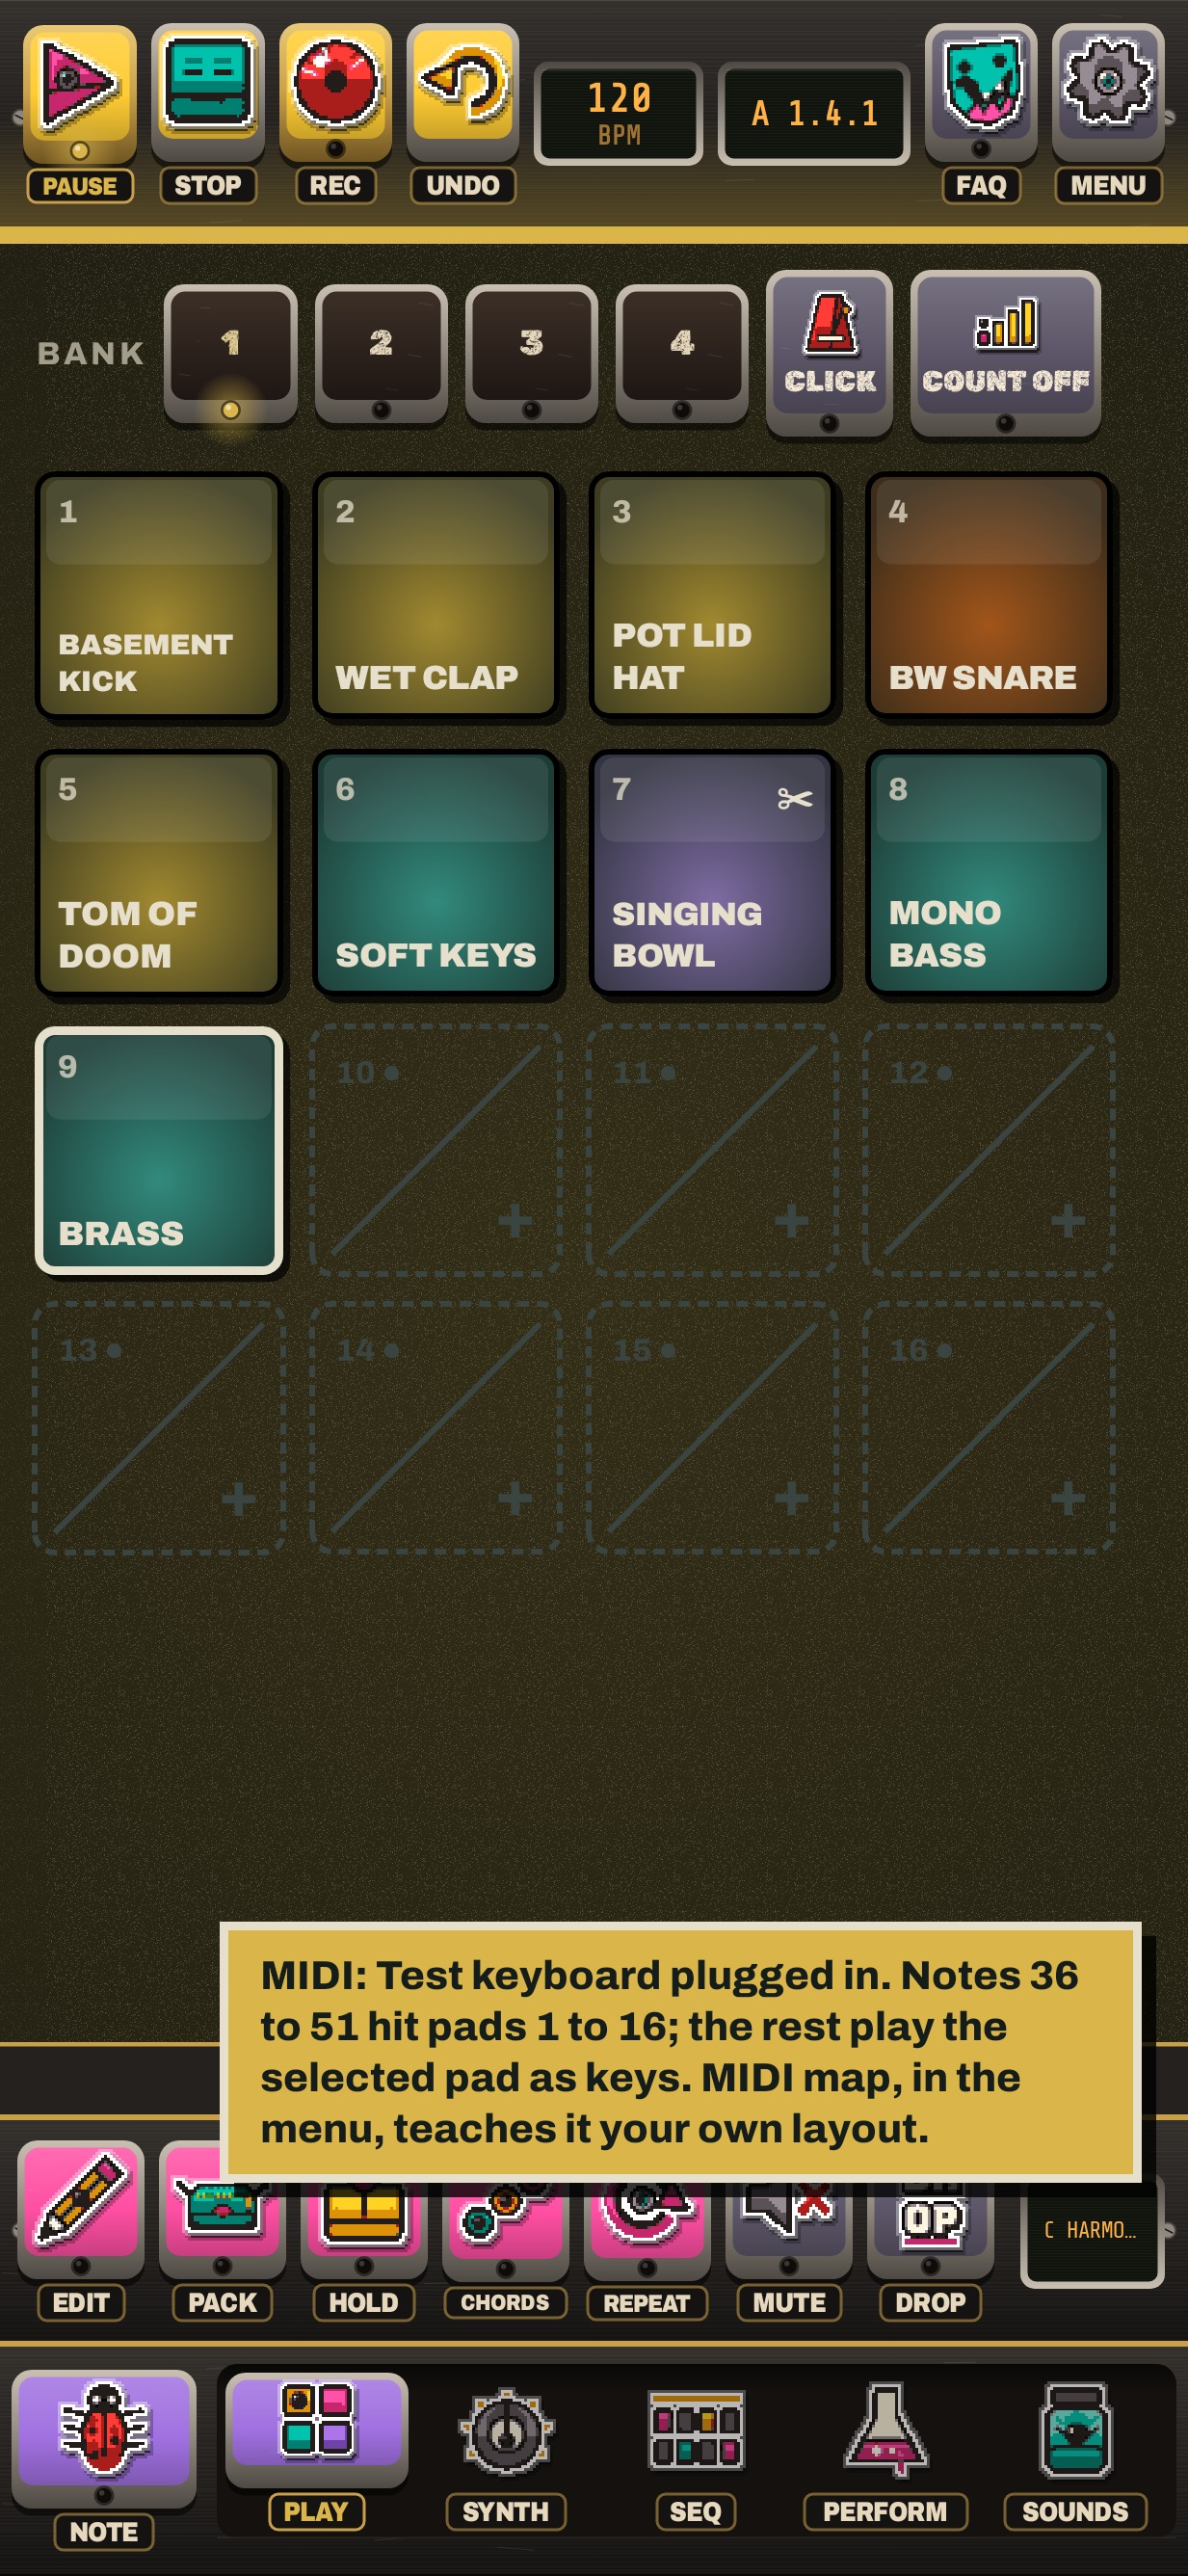 120
BPM
A 1.4.1
PAUSE
STOP
REC
UNDO
FAQ
MENU
BANK
1
2
3
4
CLICK
COUNT OFF
1
BASEMENT
KICK
2
WET CLAP
3
POT LID
HAT
4
BW SNARE
5
TOM OF
DOOM
6
SOFT KEYS
7
SINGING
BOWL
8
MONO
BASS
9
BRASS
10
11
12
13
14
15
16
MIDI: Test keyboard plugged in. Notes 36
to 51 hit pads 1 to 16; the rest play the
selected pad as keys. MIDI map, in the
menu, teaches it your own layout.
OP
C HARMO…
EDIT
PACK
HOLD
CHORDS
REPEAT
MUTE
DROP
NOTE
PLAY
SYNTH
SEQ
PERFORM
SOUNDS